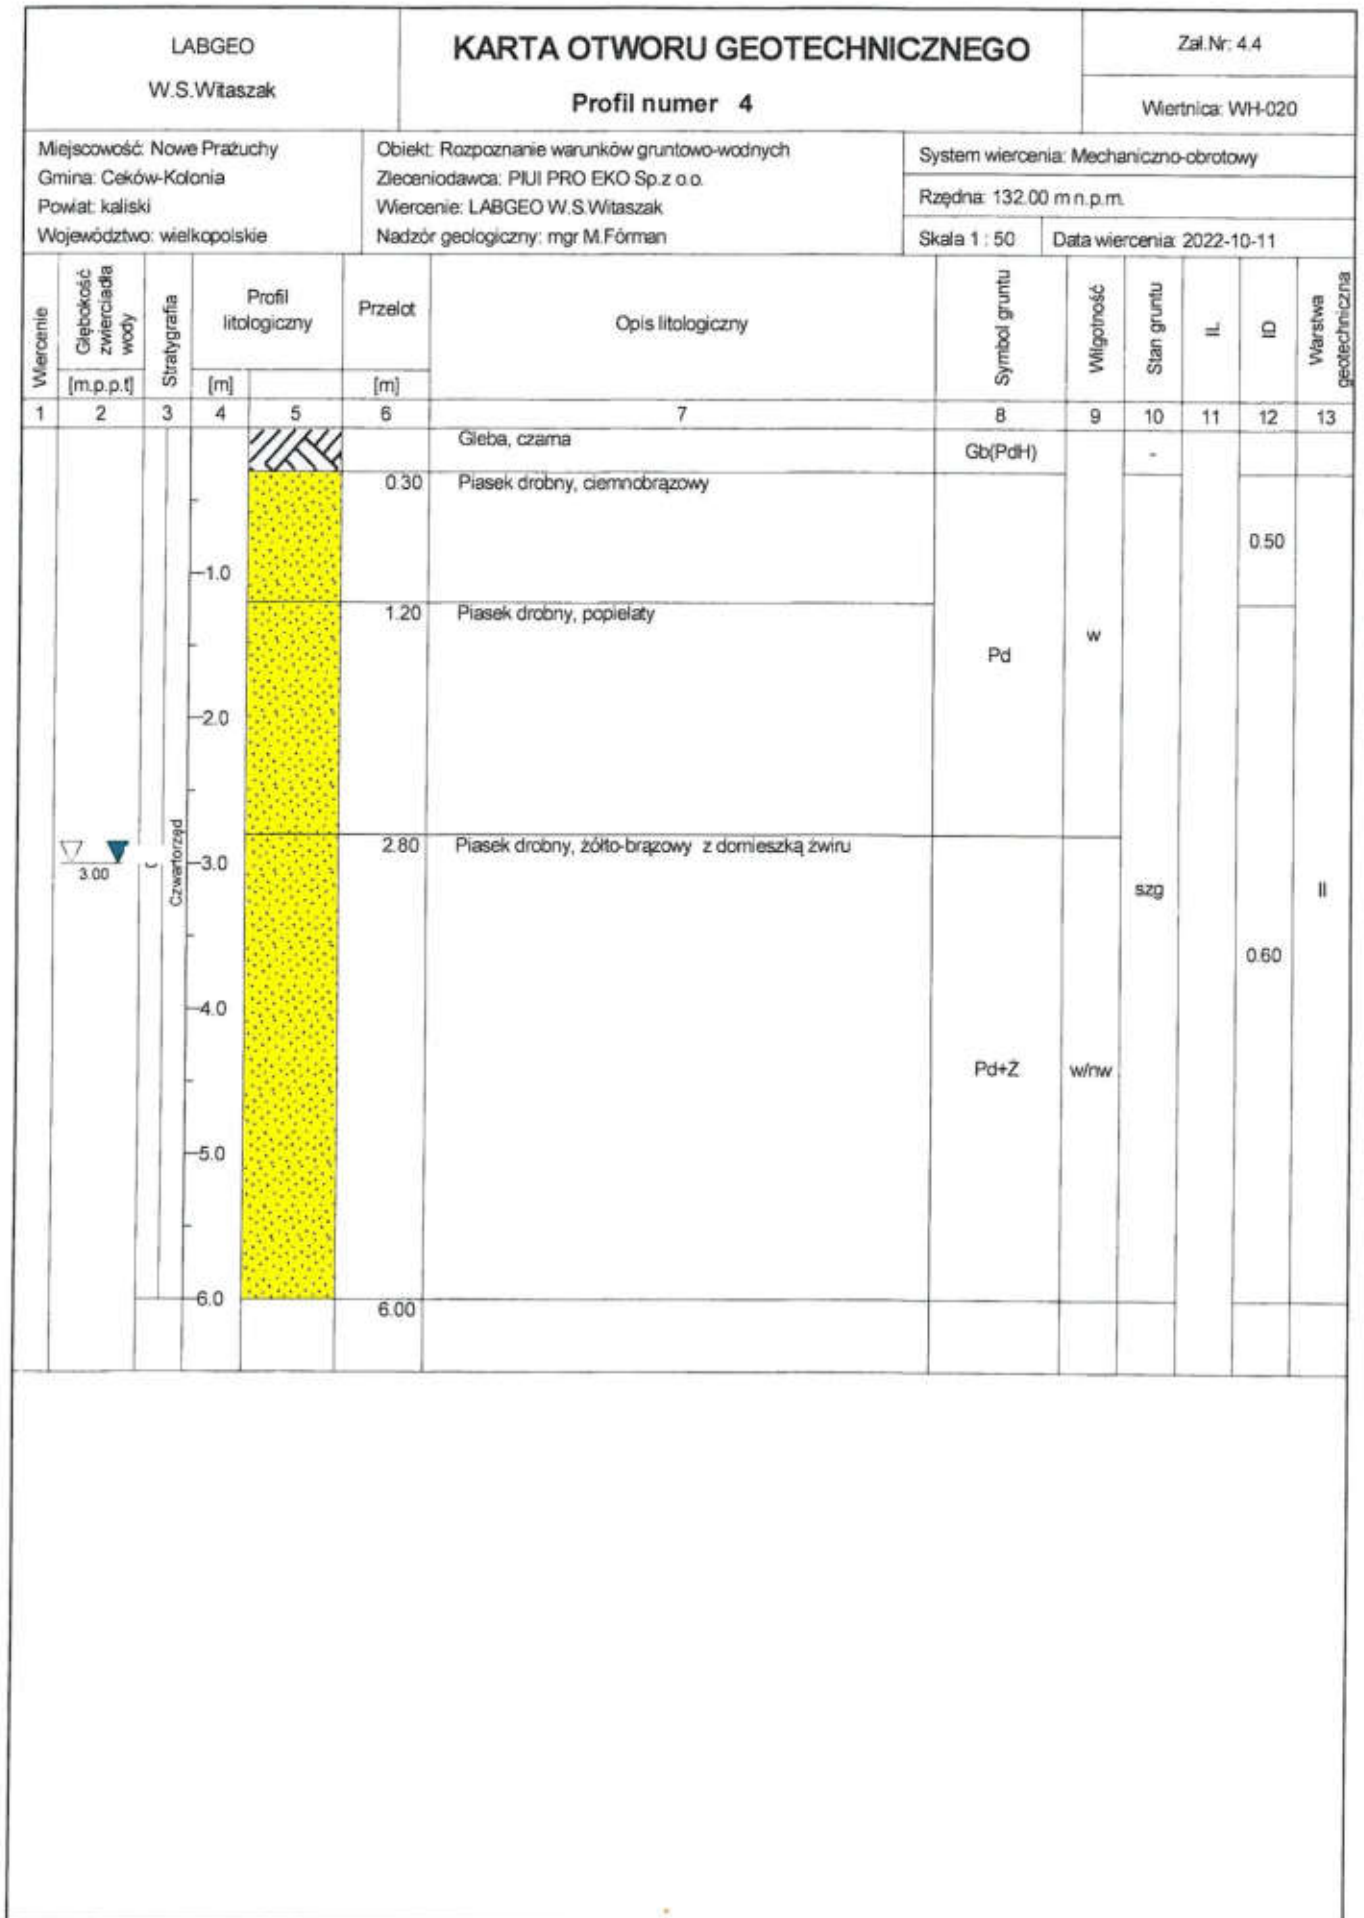 LABGEO
W.S.Witaszak
KARTA OTWORU GEOTECHNICZNEGO
Profil numer 4
Zał.Nr: 4.4
Wiertnica: WH-020
Miejscowość: Nowe Prażuchy
Gmina: Ceków-Kolonia
Powiat: kaliski
Województwo: wielkopolskie
Obiekt: Rozpoznanie warunków gruntowo-wodnych
Zleceniodawca: PIUI PRO EKO Sp.z o.o.
Wiercenie: LABGEO W.S.Witaszak
Nadzór geologiczny: mgr M.Fórman
System wiercenia: Mechaniczno-obrotowy
Rzędna: 132.00 m n.p.m.
Skala 1 : 50
Data wiercenia: 2022-10-11
Wiercenie
Głębokość
zwierciadła
wody
[m.p.p.t]
Stratygrafia
Profil
litologiczny
[m]
Przelot
[m]
Opis litologiczny
Symbol gruntu
Wilgotność
Stan gruntu
IL
ID
Warstwa
geotechniczna
1 2 3 4 5 6 7 8 9 10 11 12 13
Gleba, czarna
Gb(PdH)
-
0.30 Piasek drobny, ciemnobrązowy
0.50
-1.0
1.20 Piasek drobny, popielaty
w
Pd
-2.0
2.80 Piasek drobny, żółto-brązowy z domieszką żwiru
3.00
Czwartorzęd
-3.0
szg
II
0.60
-4.0
Pd+Ż
w/nw
-5.0
-6.0
6.00